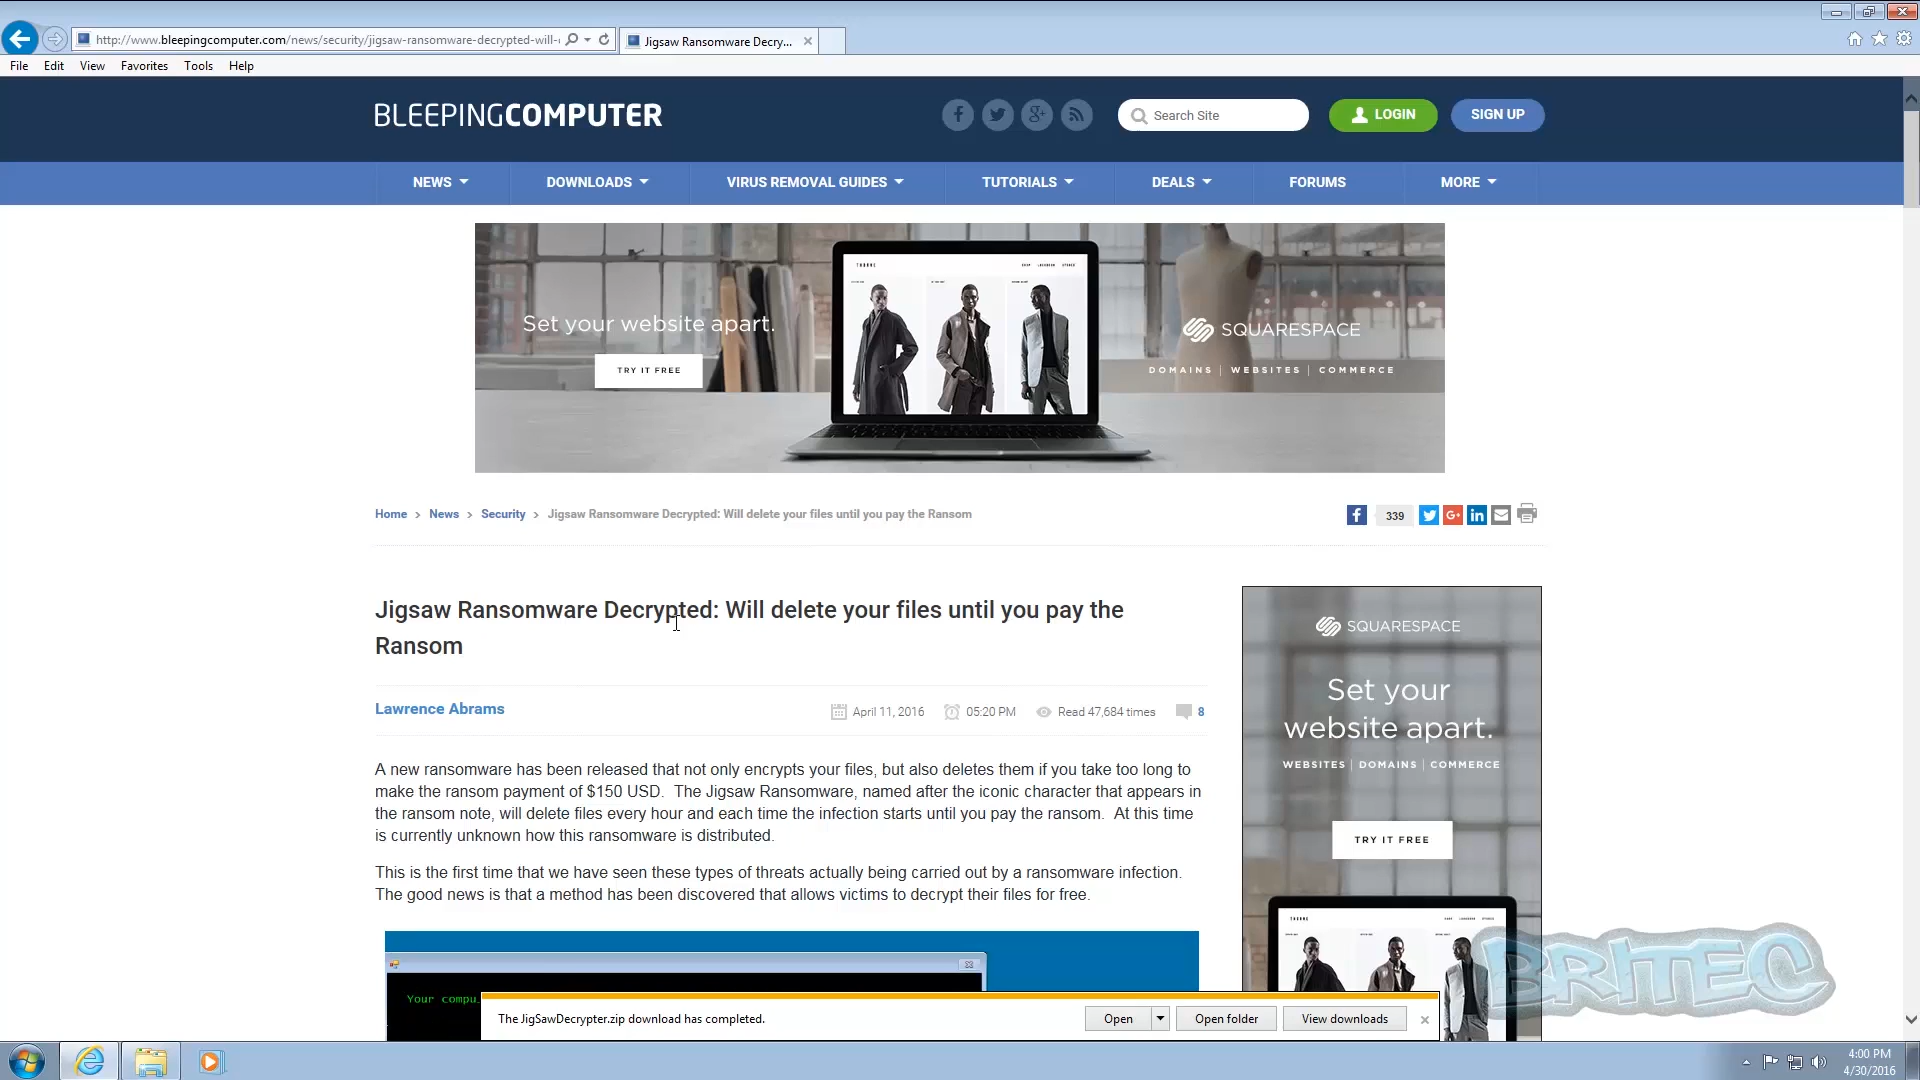 http://www.bleepingcomputer.com/news/security/jigsaw-ransomware-decrypted-will-
Jigsaw Ransomware Decry...
File Edit View Favorites Tools Help
BLEEPINGCOMPUTER
Search Site
LOGIN
SIGN UP
NEWS
DOWNLOADS
VIRUS REMOVAL GUIDES
TUTORIALS
DEALS
FORUMS
MORE
THORNE
Set your website apart.
TRY IT FREE
SQUARESPACE
DOMAINS | WEBSITES | COMMERCE
Home > News > Security > Jigsaw Ransomware Decrypted: Will delete your files until you pay the Ransom
339
Jigsaw Ransomware Decrypted: Will delete your files until you pay the
Ransom
Lawrence Abrams
April 11, 2016
05:20 PM
Read 47,684 times
8
A new ransomware has been released that not only encrypts your files, but also deletes them if you take too long to
make the ransom payment of $150 USD. The Jigsaw Ransomware, named after the iconic character that appears in
the ransom note, will delete files every hour and each time the infection starts until you pay the ransom. At this time
is currently unknown how this ransomware is distributed.
This is the first time that we have seen these types of threats actually being carried out by a ransomware infection.
The good news is that a method has been discovered that allows victims to decrypt their files for free.
SQUARESPACE
Set your
website apart.
WEBSITES | DOMAINS | COMMERCE
TRY IT FREE
THORNE
BRITEC
Your compu
The JigSawDecrypter.zip download has completed.
Open
Open folder
View downloads
4:00 PM
4/30/2016